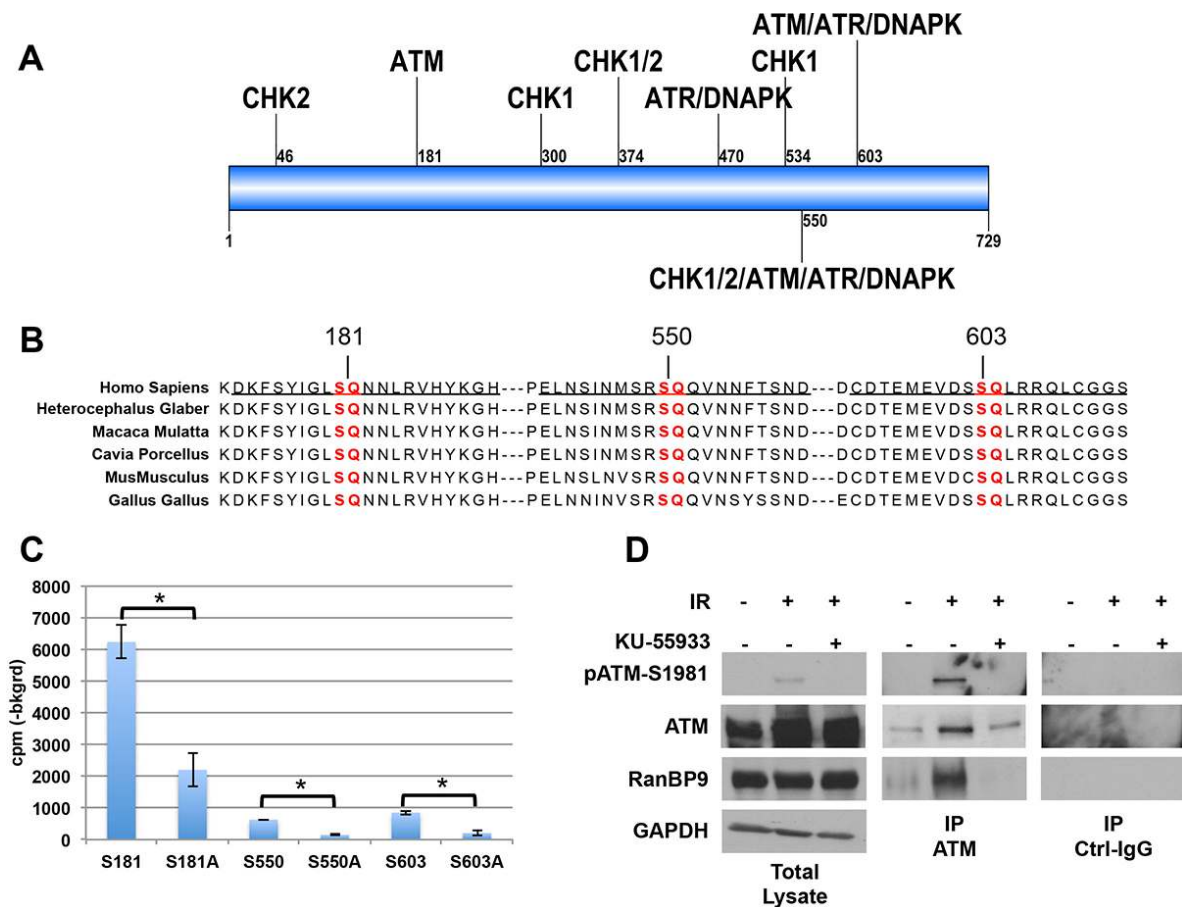 A
ATM/ATR/DNAPK
ATM CHK1/2 CHK1
CHK2 CHK1 ATR/DNAPK
46 181 300 374 470 534 603
550
1 729
CHK1/2/ATM/ATR/DNAPK
B
181 550 603
Homo Sapiens KDKFSYIGLSQNNLRVHYKGH---PELNSINMSRSQQVNNFTSND---DCDTEMEVDSSQLRRQLCGGS
Heterocephalus Glaber KDKFSYIGLSQNNLRVHYKGH---PELNSINMSRSQQVNNFTSND---DCDTEMEVDSSQLRRQLCGGS
Macaca Mulatta KDKFSYIGLSQNNLRVHYKGH---PELNSINMSRSQQVNNFTSND---DCDTEMEVDSSQLRRQLCGGS
Cavia Porcellus KDKFSYIGLSQNNLRVHYKGH---PELNSINMSRSQQVNNFTSND---DCDTEMEVDSSQLRRQLCGGS
MusMusculus KDKFSYIGLSQNNLRVHYKGH---PELNSLNVSRSQQVNNFTSND---DCDTEMEVDCSQLRRQLCGGS
Gallus Gallus KDKFSYIGLSQNNLRVHYKGH---PELNNINVSRSQQVNSYSSND---ECDTEMEVDSSQLRRQLCGGS
C
cpm (-bkgrd)
8000
7000
6000
5000
4000
3000
2000
1000
0
* * *
S181 S181A S550 S550A S603 S603A
D
IR - + + - + + - + +
KU-55933 - - + - - + - - +
pATM-S1981
ATM
RanBP9
GAPDH
Total
Lysate
IP
ATM
IP
Ctrl-IgG